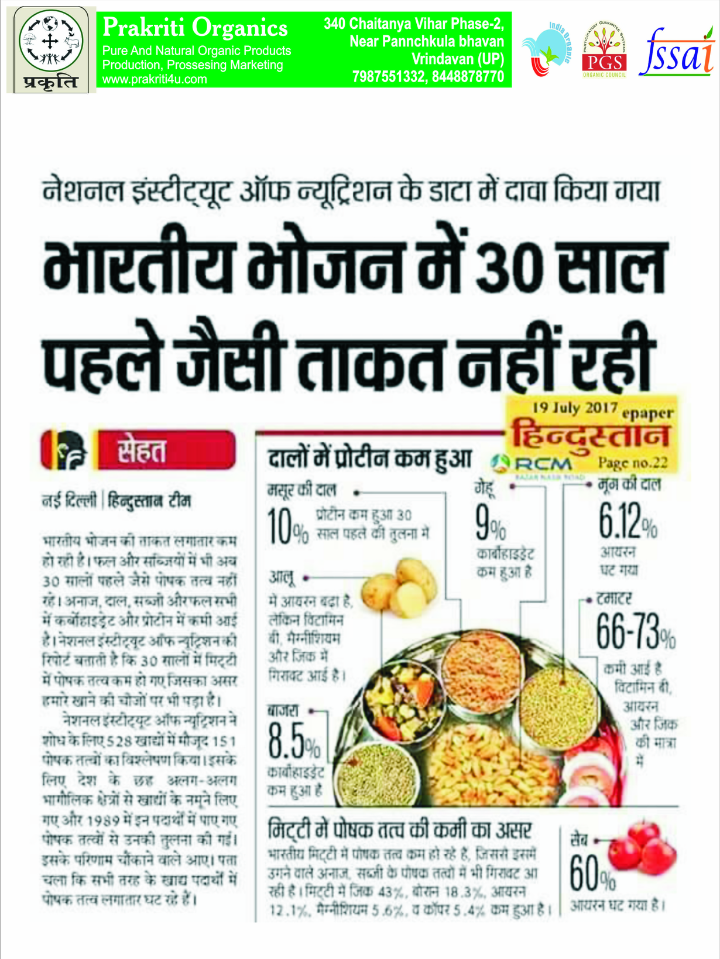 प्रकृति
Prakriti Organics
Pure And Natural Organic Products
Production, Prossesing Marketing
www.prakriti4u.com
340 Chaitanya Vihar Phase-2,
Near Pannchkula bhavan
Vrindavan (UP)
7987551332, 8448878770
India Organic
PGS
ORGANIC COUNCIL
fssai
नेशनल इंस्टीट्यूट ऑफ न्यूट्रिशन के डाटा में दावा किया गया
भारतीय भोजन में 30 साल
पहले जैसी ताकत नहीं रही
19 July 2017 epaper
हिन्दुस्तान
RCM
Page no.22
सेहत
नई दिल्ली | हिन्दुस्तान टीम
भारतीय भोजन की ताकत लगातार कम
हो रही है। फल और सब्जियों में भी अब
30 सालों पहले जैसे पोषक तत्व नहीं
रहे। अनाज, दाल, सब्जी और फल सभी
में कर्बोहाइड्रेट और प्रोटीन में कमी आई
है। नेशनल इंस्टीट्यूट ऑफ न्यूट्रिशन की
रिपोर्ट बताती है कि 30 सालों में मिट्टी
में पोषक तत्व कम हो गए जिसका असर
हमारे खाने की चीजों पर भी पड़ा है।
नेशनल इंस्टीट्यूट ऑफ न्यूट्रिशन ने
शोध के लिए 528 खाद्यों में मौजूद 151
पोषक तत्वों का विश्लेषण किया। इसके
लिए देश के छह अलग-अलग
भागौलिक क्षेत्रों से खाद्यों के नमूने लिए
गए और 1989 में इन पदार्थों में पाए गए
पोषक तत्वों से उनकी तुलना की गई।
इसके परिणाम चौंकाने वाले आए। पता
चला कि सभी तरह के खाद्य पदार्थों में
पोषक तत्व लगातार घट रहे हैं।
दालों में प्रोटीन कम हुआ
मसूर की दाल
10% प्रोटीन कम हुआ 30
साल पहले की तुलना में
गेहूं
9%
कार्बोहाइड्रेट
कम हुआ है
मूंग की दाल
6.12%
आयरन
घट गया
आलू
में आयरन बढ़ा है,
लेकिन विटामिन
बी, मैग्नीशियम
और जिंक में
गिरावट आई है।
टमाटर
66-73%
कमी आई है
विटामिन बी,
आयरन
और जिंक
की मात्रा
में
बाजरा
8.5%
कार्बोहाइडेट
कम हुआ है
मिट्टी में पोषक तत्व की कमी का असर
भारतीय मिट्टी में पोषक तत्व कम हो रहे हैं, जिससे इसमें
उगने वाले अनाज, सब्जी के पोषक तत्वों में भी गिरावट आ
रही है। मिट्टी में जिंक 43%, बोरान 18.3%, आयरन
12.1%, मैग्नीशियम 5.6%, व कॉपर 5.4% कम हुआ है।
सेब
60%
आयरन घट गया है।